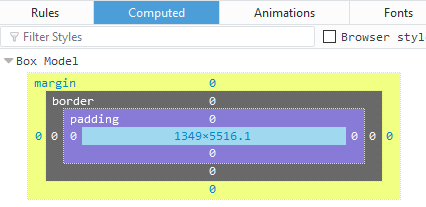 Rules Computed Animations Fonts
Filter Styles Browser styl
Box Model
margin 0
border 0
padding 0
0 0 0 1349×5516.1 0 0 0
0
0
0